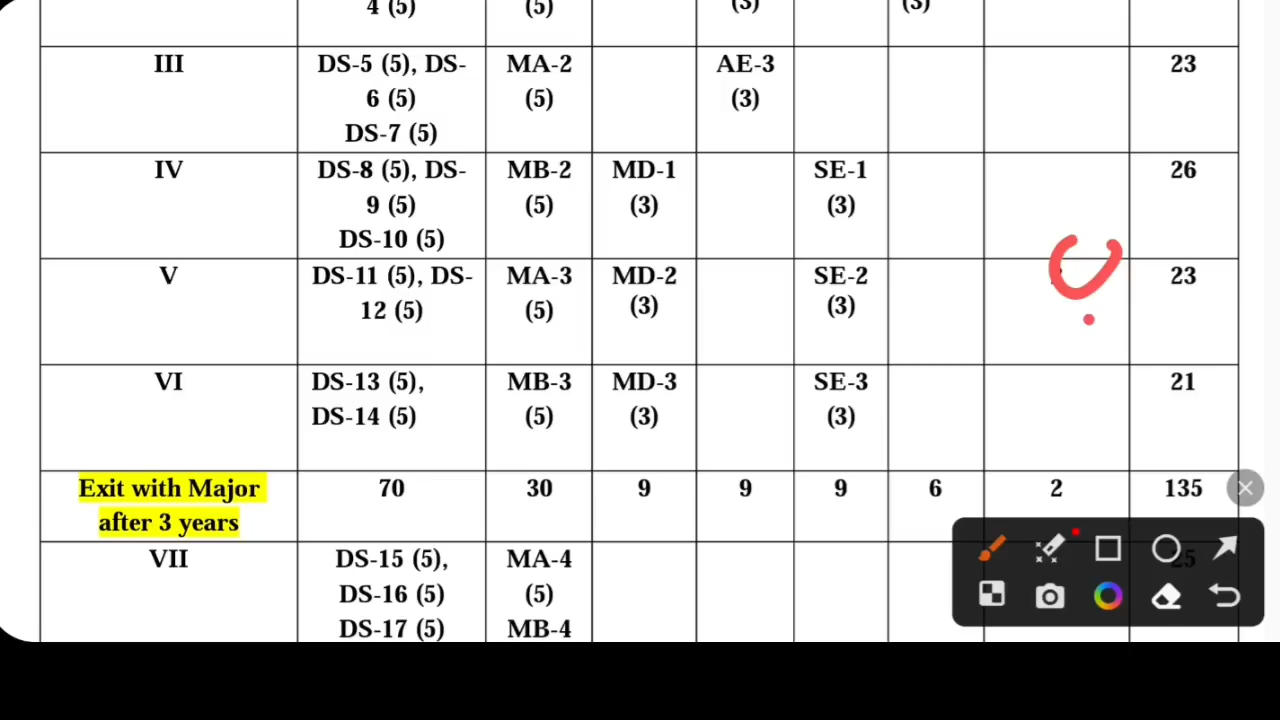 4 (5) (5) (3) (3)
III DS-5 (5), DS- MA-2 AE-3 23
6 (5) (5) (3)
DS-7 (5)
IV DS-8 (5), DS- MB-2 MD-1 SE-1 26
9 (5) (5) (3) (3)
DS-10 (5)
V DS-11 (5), DS- MA-3 MD-2 SE-2 23
12 (5) (5) (3) (3)
VI DS-13 (5), MB-3 MD-3 SE-3 21
DS-14 (5) (5) (3) (3)
Exit with Major 70 30 9 9 9 6 2 135
after 3 years
VII DS-15 (5), MA-4 25
DS-16 (5) (5)
DS-17 (5) MB-4